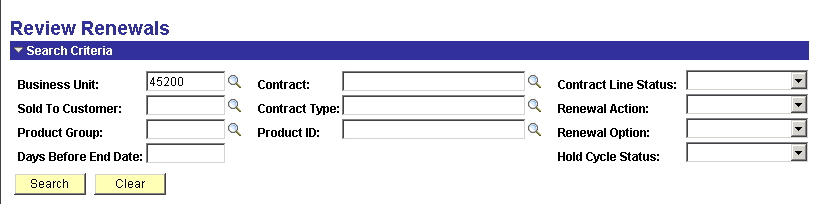 Review Renewals
Search Criteria
Business Unit: 45200 Contract: Contract Line Status:
Sold To Customer: Contract Type: Renewal Action:
Product Group: Product ID: Renewal Option:
Days Before End Date: Hold Cycle Status:
Search Clear